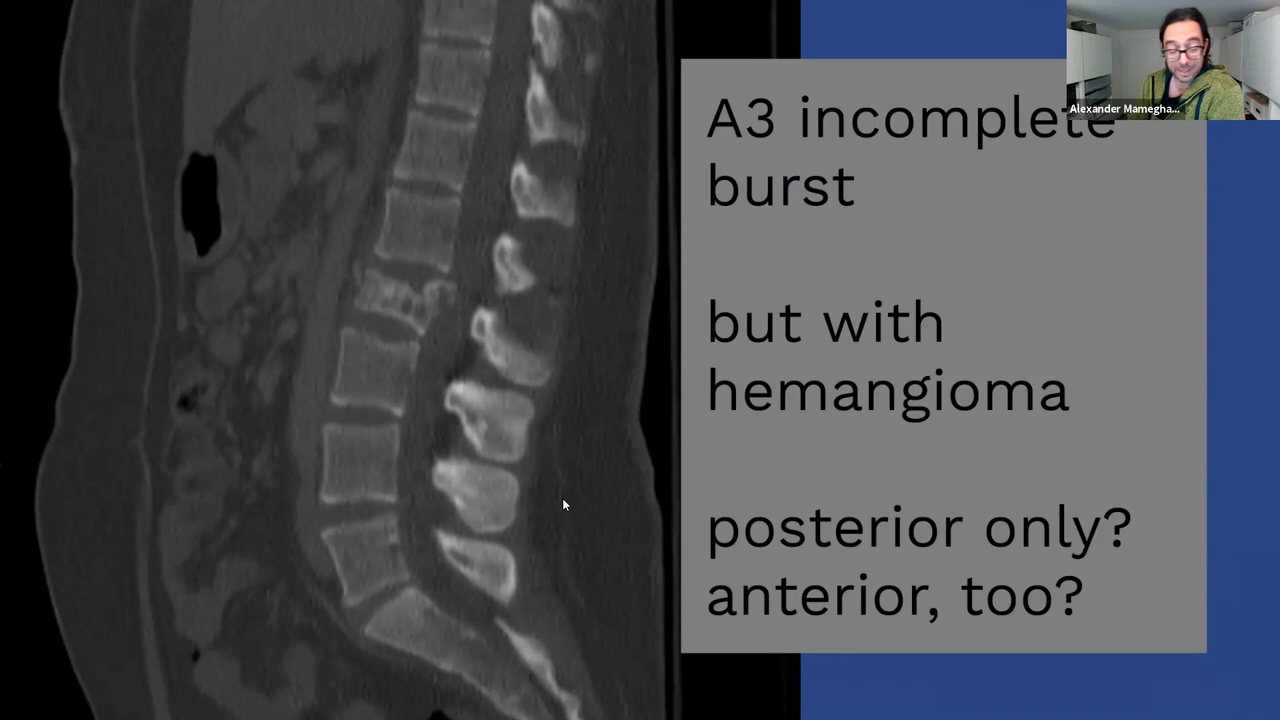 A3 incomplete
burst
but with
hemangioma
posterior only?
anterior, too?
Alexander Mamegha...